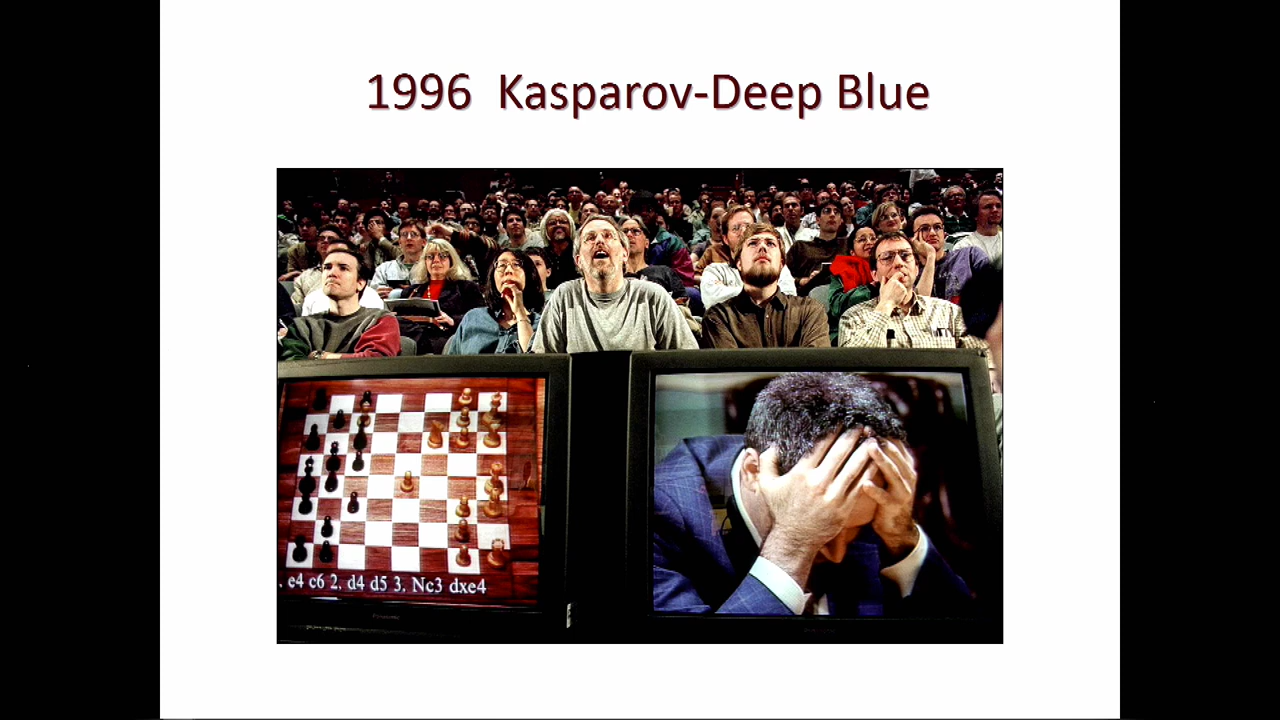 1996 Kasparov-Deep Blue
. e4 c6 2. d4 d5 3. Nc3 dxe4